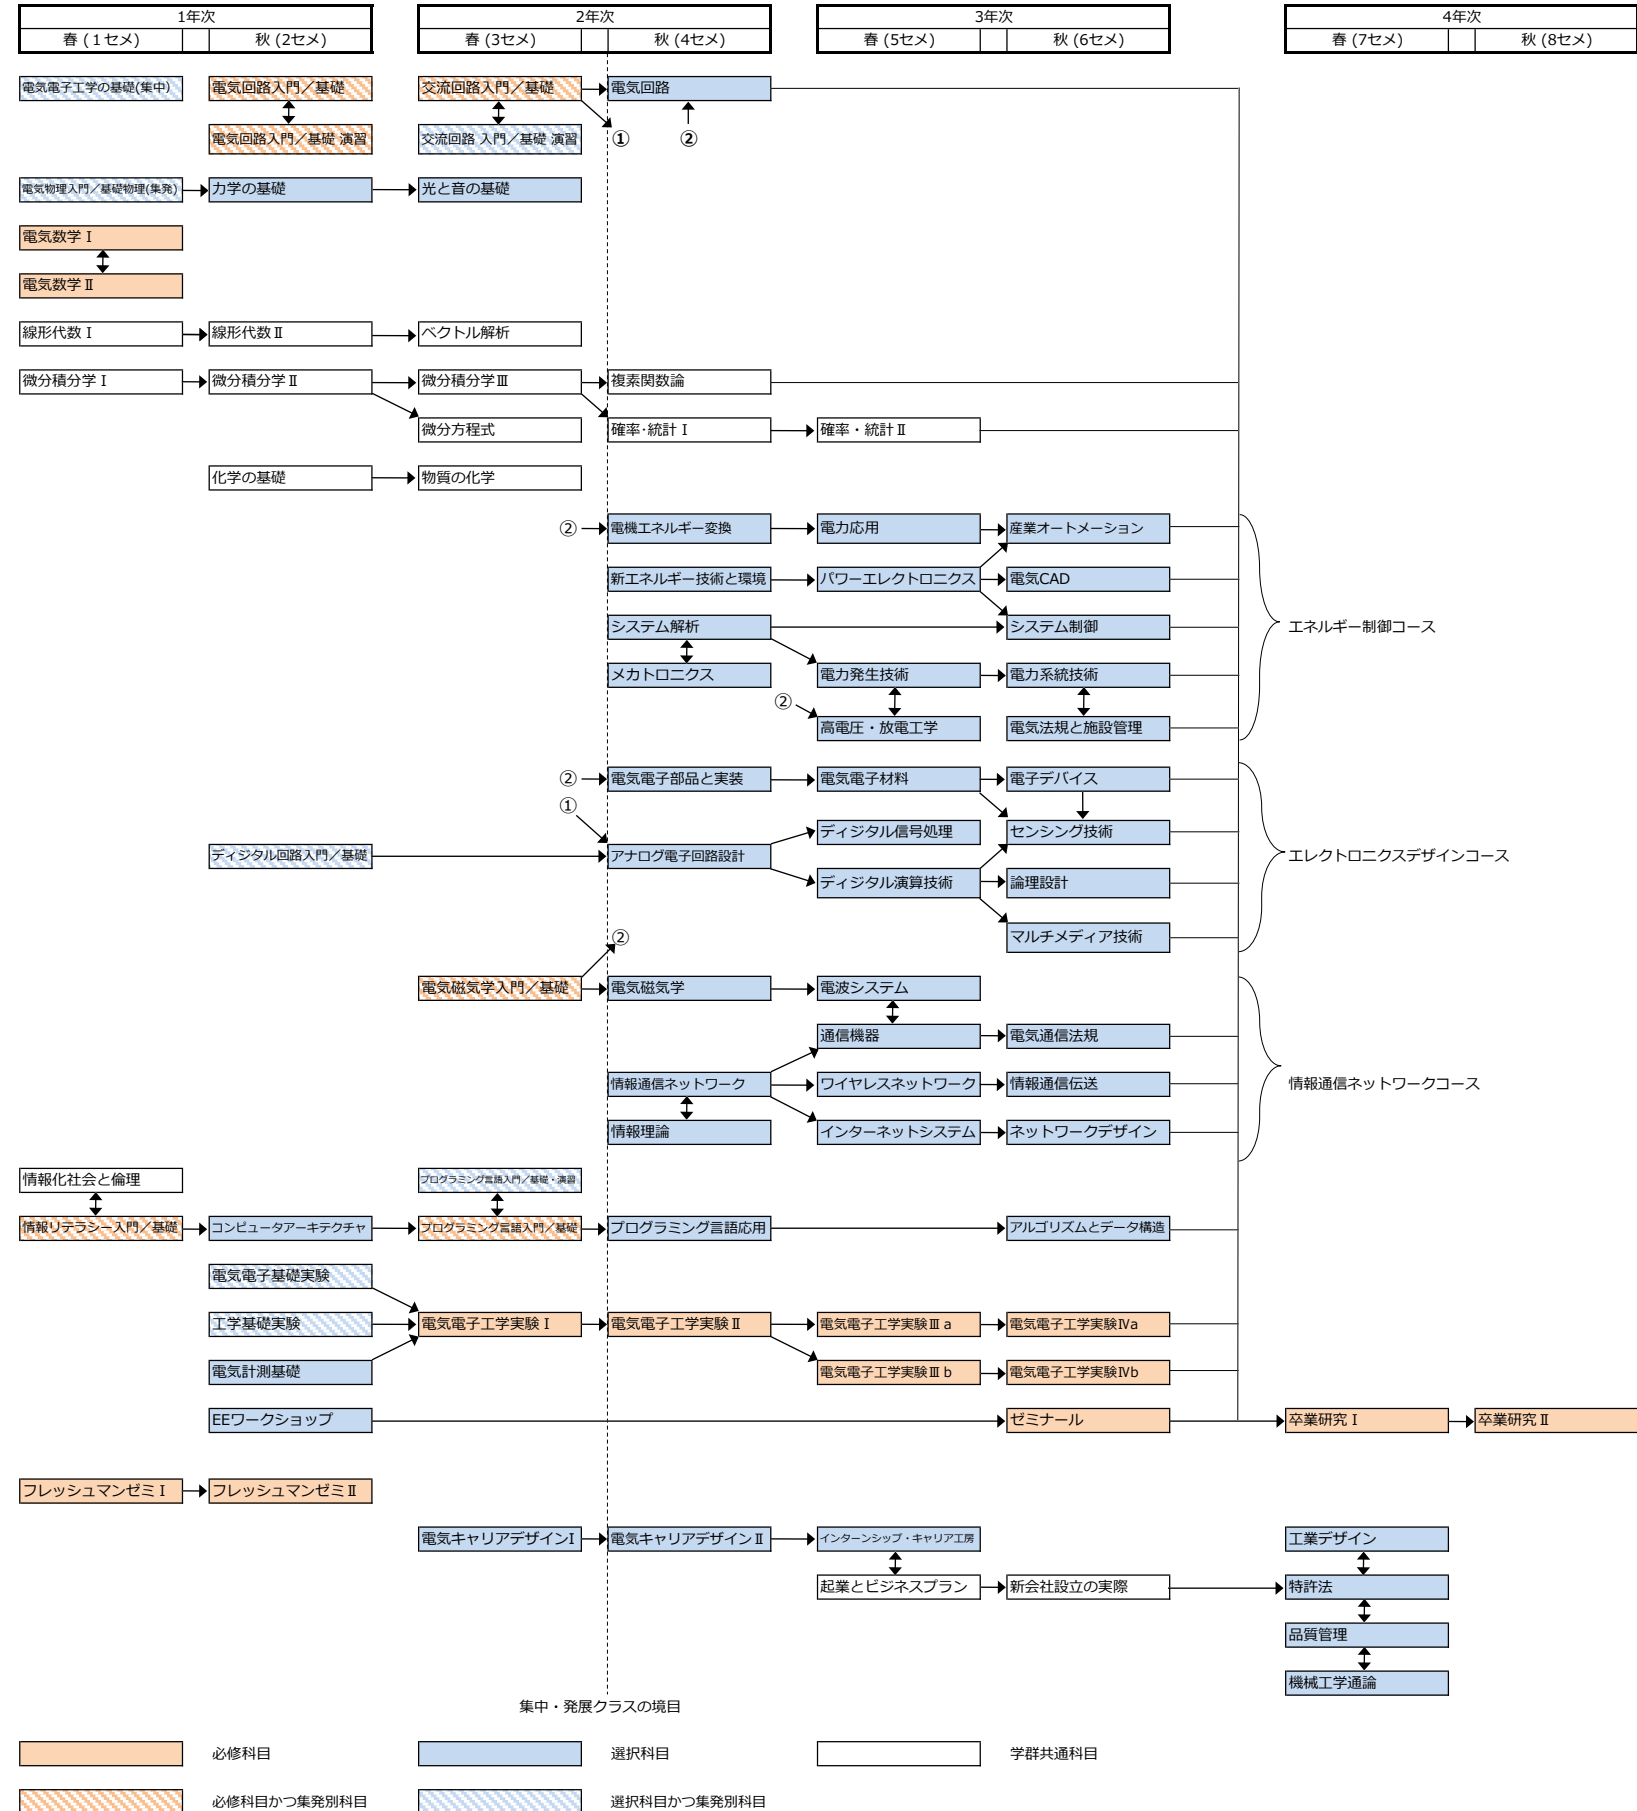 1年次 2年次 3年次 4年次
春 (１セメ) 秋 (2セメ) 春 (3セメ) 秋 (4セメ) 春 (5セメ) 秋 (6セメ) 春 (7セメ) 秋 (8セメ)
電気電子工学の基礎(集中) 電気回路入門／基礎 交流回路入門／基礎 電気回路
電気回路入門／基礎 演習 交流回路 入門／基礎 演習 ① ②
電気物理入門／基礎物理(集発) 力学の基礎 光と音の基礎
電気数学Ⅰ
電気数学Ⅱ
線形代数Ⅰ 線形代数Ⅱ ベクトル解析
微分積分学Ⅰ 微分積分学Ⅱ 微分積分学Ⅲ 複素関数論
微分方程式 確率･統計Ⅰ 確率・統計Ⅱ
化学の基礎 物質の化学
② 電機エネルギー変換 電力応用 産業オートメーション
新エネルギー技術と環境 パワーエレクトロニクス 電気CAD
システム解析 システム制御 エネルギー制御コース
メカトロニクス 電力発生技術 電力系統技術
②
高電圧・放電工学 電気法規と施設管理
② 電気電子部品と実装 電気電子材料 電子デバイス
①
ディジタル信号処理 センシング技術
ディジタル回路入門／基礎 アナログ電子回路設計 エレクトロニクスデザインコース
ディジタル演算技術 論理設計
② マルチメディア技術
電気磁気学入門／基礎 電気磁気学 電波システム
通信機器 電気通信法規
情報通信ネットワーク ワイヤレスネットワーク 情報通信伝送 情報通信ネットワークコース
情報理論 インターネットシステム ネットワークデザイン
情報化社会と倫理 プログラミング言語入門／基礎・演習
情報リテラシー入門／基礎 コンピュータアーキテクチャ プログラミング言語入門／基礎 プログラミング言語応用 アルゴリズムとデータ構造
電気電子基礎実験
工学基礎実験 電気電子工学実験Ⅰ 電気電子工学実験Ⅱ 電気電子工学実験Ⅲa 電気電子工学実験Ⅳa
電気計測基礎 電気電子工学実験Ⅲb 電気電子工学実験Ⅳb
EEワークショップ ゼミナール 卒業研究Ⅰ 卒業研究Ⅱ
フレッシュマンゼミⅠ フレッシュマンゼミⅡ
電気キャリアデザインI 電気キャリアデザインⅡ インターンシップ・キャリア工房 工業デザイン
起業とビジネスプラン 新会社設立の実際 特許法
品質管理
機械工学通論
集中・発展クラスの境目
必修科目 選択科目 学群共通科目
必修科目かつ集発別科目 選択科目かつ集発別科目